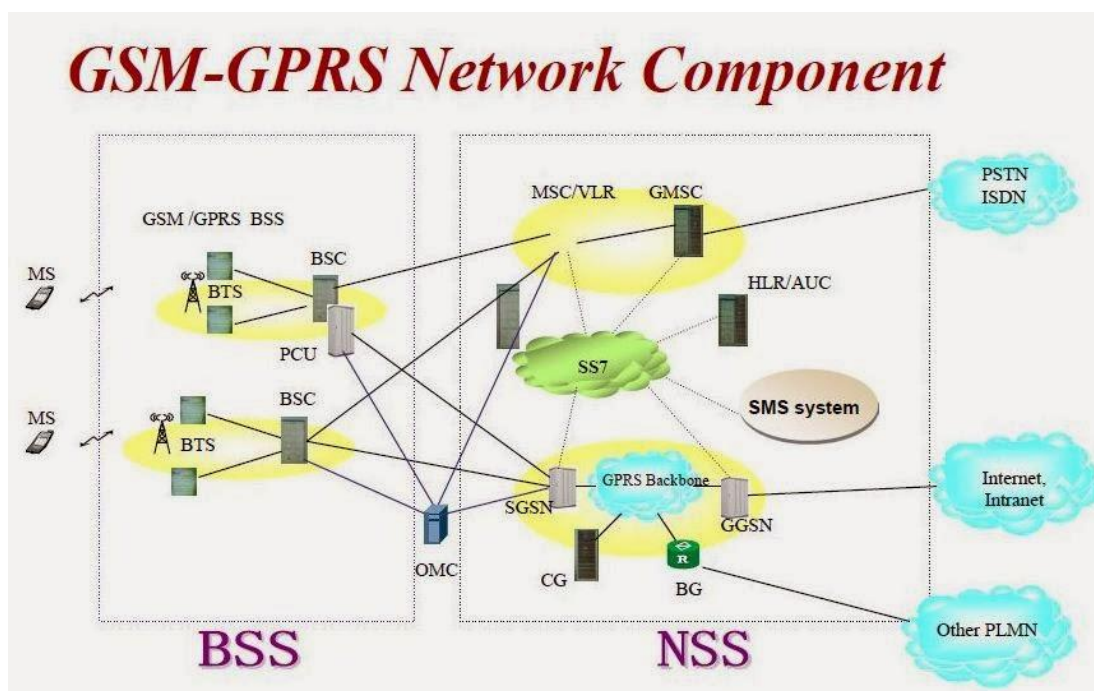 GSM-GPRS Network Component
MSC/VLR
GMSC
PSTN
ISDN
GSM /GPRS BSS
BSC
MS
BTS
HLR/AUC
PCU
SS7
BSC
MS
BTS
SMS system
GPRS Backbone
Internet,
Intranet
SGSN
GGSN
OMC
CG
R
BG
Other PLMN
BSS
NSS